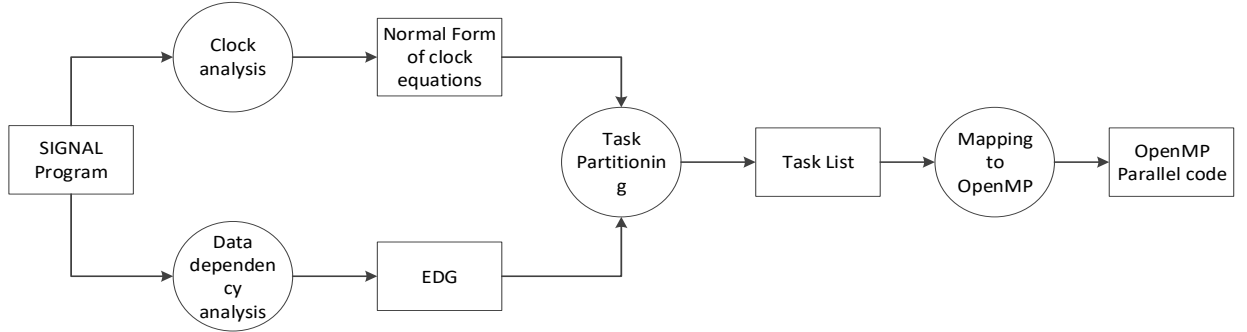 Clock
analysis
Normal Form
of clock
equations
SIGNAL
Program
Task
Partitionin
g
Task List
Mapping
to
OpenMP
OpenMP
Parallel code
Data
dependen
cy
analysis
EDG